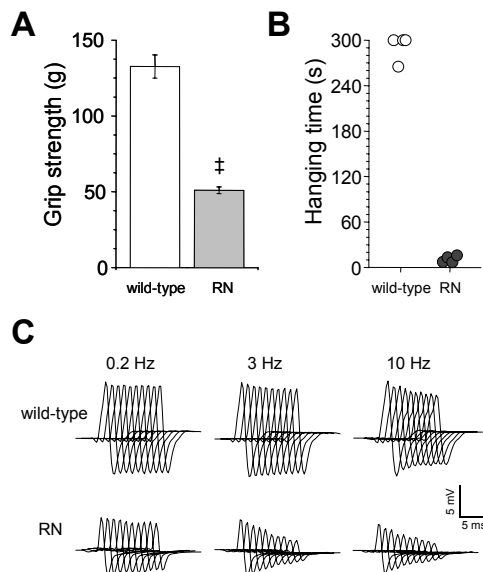 A
Grip strength (g)
150
100
50
0
‡
wild-type RN
B
Hanging time (s)
300
240
180
120
60
0
wild-type RN
C
0.2 Hz 3 Hz 10 Hz
wild-type
RN
5 mV
5 ms